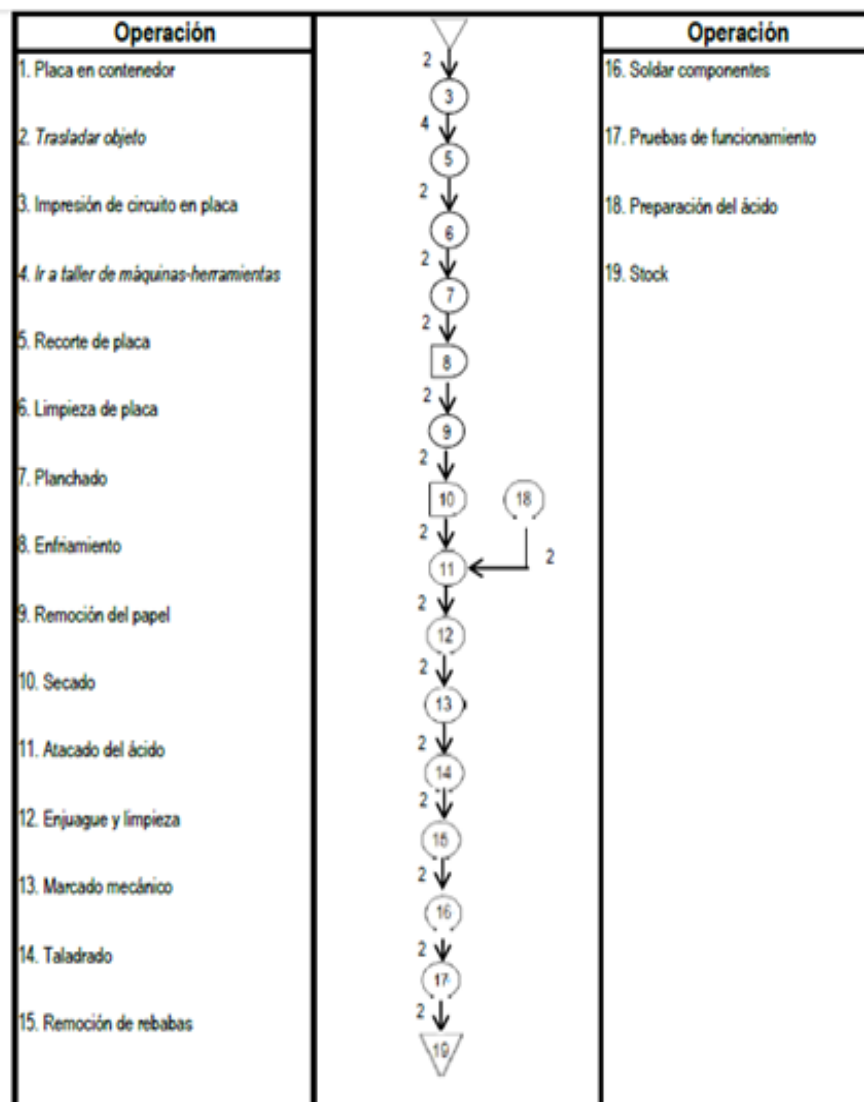 Operación
1. Placa en contenedor
2. Trasladar objeto
3. Impresión de circuito en placa
4. Ir a taller de máquinas-herramientas
5. Recorte de placa
6. Limpieza de placa
7. Planchado
8. Enfriamiento
9. Remoción del papel
10. Secado
11. Atacado del ácido
12. Enjuague y limpieza
13. Marcado mecánico
14. Taladrado
15. Remoción de rebabas
2
3
4
5
2
6
2
7
2
8
2
9
2
10
18
2
2
11
2
12
2
13
2
14
2
15
2
16
2
17
2
19
Operación
16. Soldar componentes
17. Pruebas de funcionamiento
18. Preparación del ácido
19. Stock